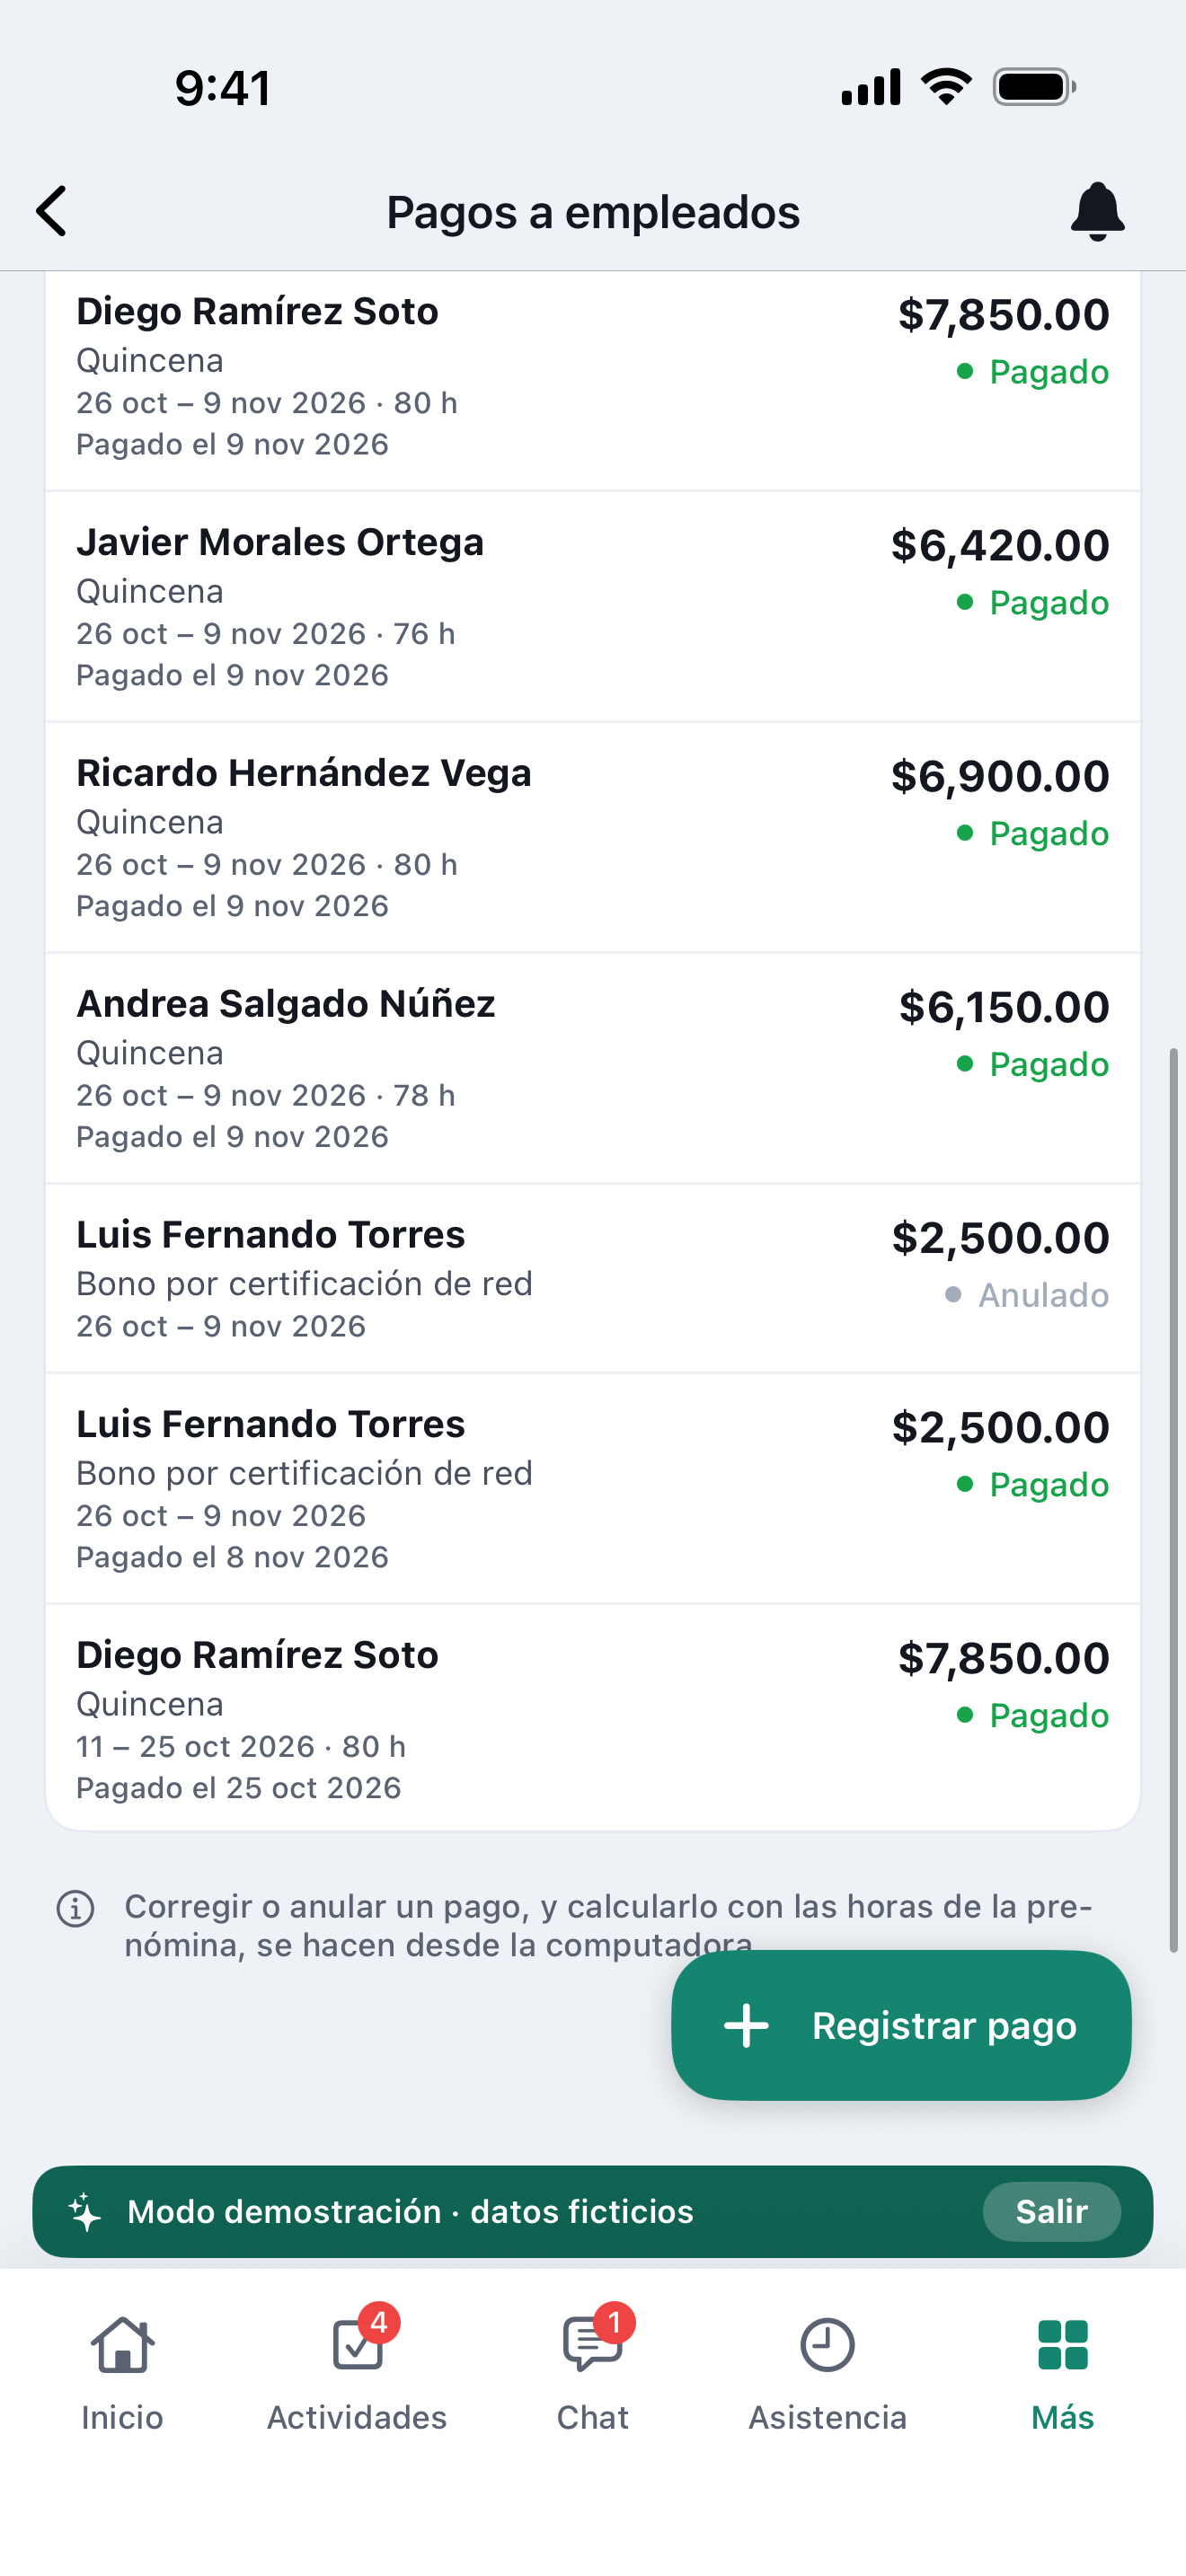 9:41
Pagos a empleados
Diego Ramírez Soto
$7,850.00
Quincena
Pagado
26 oct – 9 nov 2026 · 80 h
Pagado el 9 nov 2026
Javier Morales Ortega
$6,420.00
Quincena
Pagado
26 oct – 9 nov 2026 · 76 h
Pagado el 9 nov 2026
Ricardo Hernández Vega
$6,900.00
Quincena
Pagado
26 oct – 9 nov 2026 · 80 h
Pagado el 9 nov 2026
Andrea Salgado Núñez
$6,150.00
Quincena
Pagado
26 oct – 9 nov 2026 · 78 h
Pagado el 9 nov 2026
Luis Fernando Torres
$2,500.00
Bono por certificación de red
Anulado
26 oct – 9 nov 2026
Luis Fernando Torres
$2,500.00
Bono por certificación de red
Pagado
26 oct – 9 nov 2026
Pagado el 8 nov 2026
Diego Ramírez Soto
$7,850.00
Quincena
Pagado
11 – 25 oct 2026 · 80 h
Pagado el 25 oct 2026
Corregir o anular un pago, y calcularlo con las horas de la pre-
nómina, se hacen desde la computadora
Registrar pago
Modo demostración · datos ficticios
Salir
4
1
Inicio
Actividades
Chat
Asistencia
Más